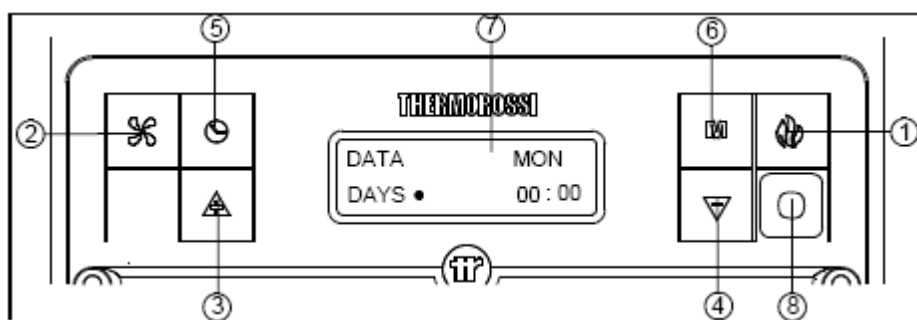 5 7 6
THERMOROSSI
2 M 1
DATA MON
DAYS • 00 : 00
3 4 8